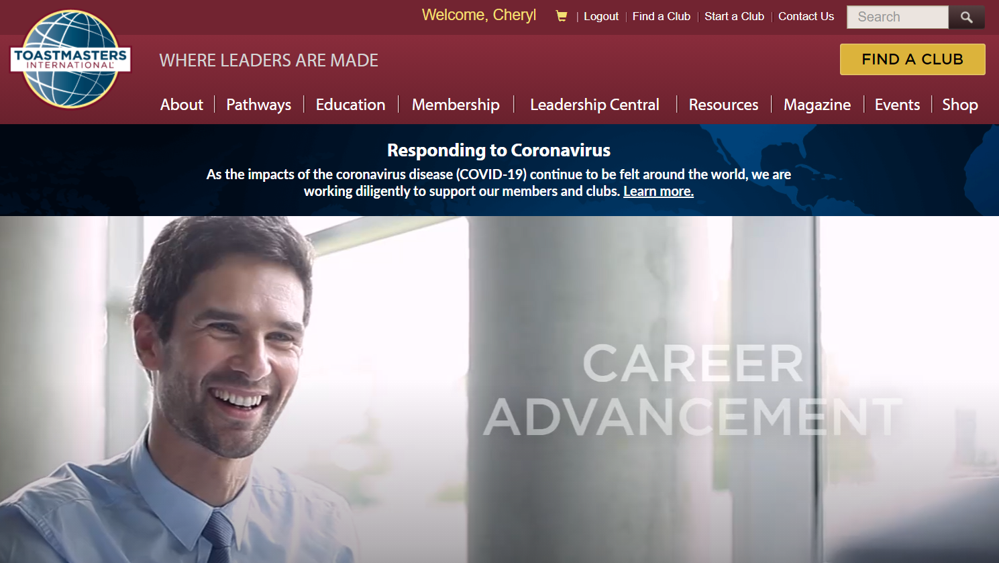 Welcome, Cheryl | Logout | Find a Club | Start a Club | Contact Us Search
TOASTMASTERS
INTERNATIONAL
WHERE LEADERS ARE MADE
FIND A CLUB
About Pathways Education Membership Leadership Central Resources Magazine Events Shop
Responding to Coronavirus
As the impacts of the coronavirus disease (COVID-19) continue to be felt around the world, we are
working diligently to support our members and clubs. Learn more.
CAREER
ADVANCEMENT